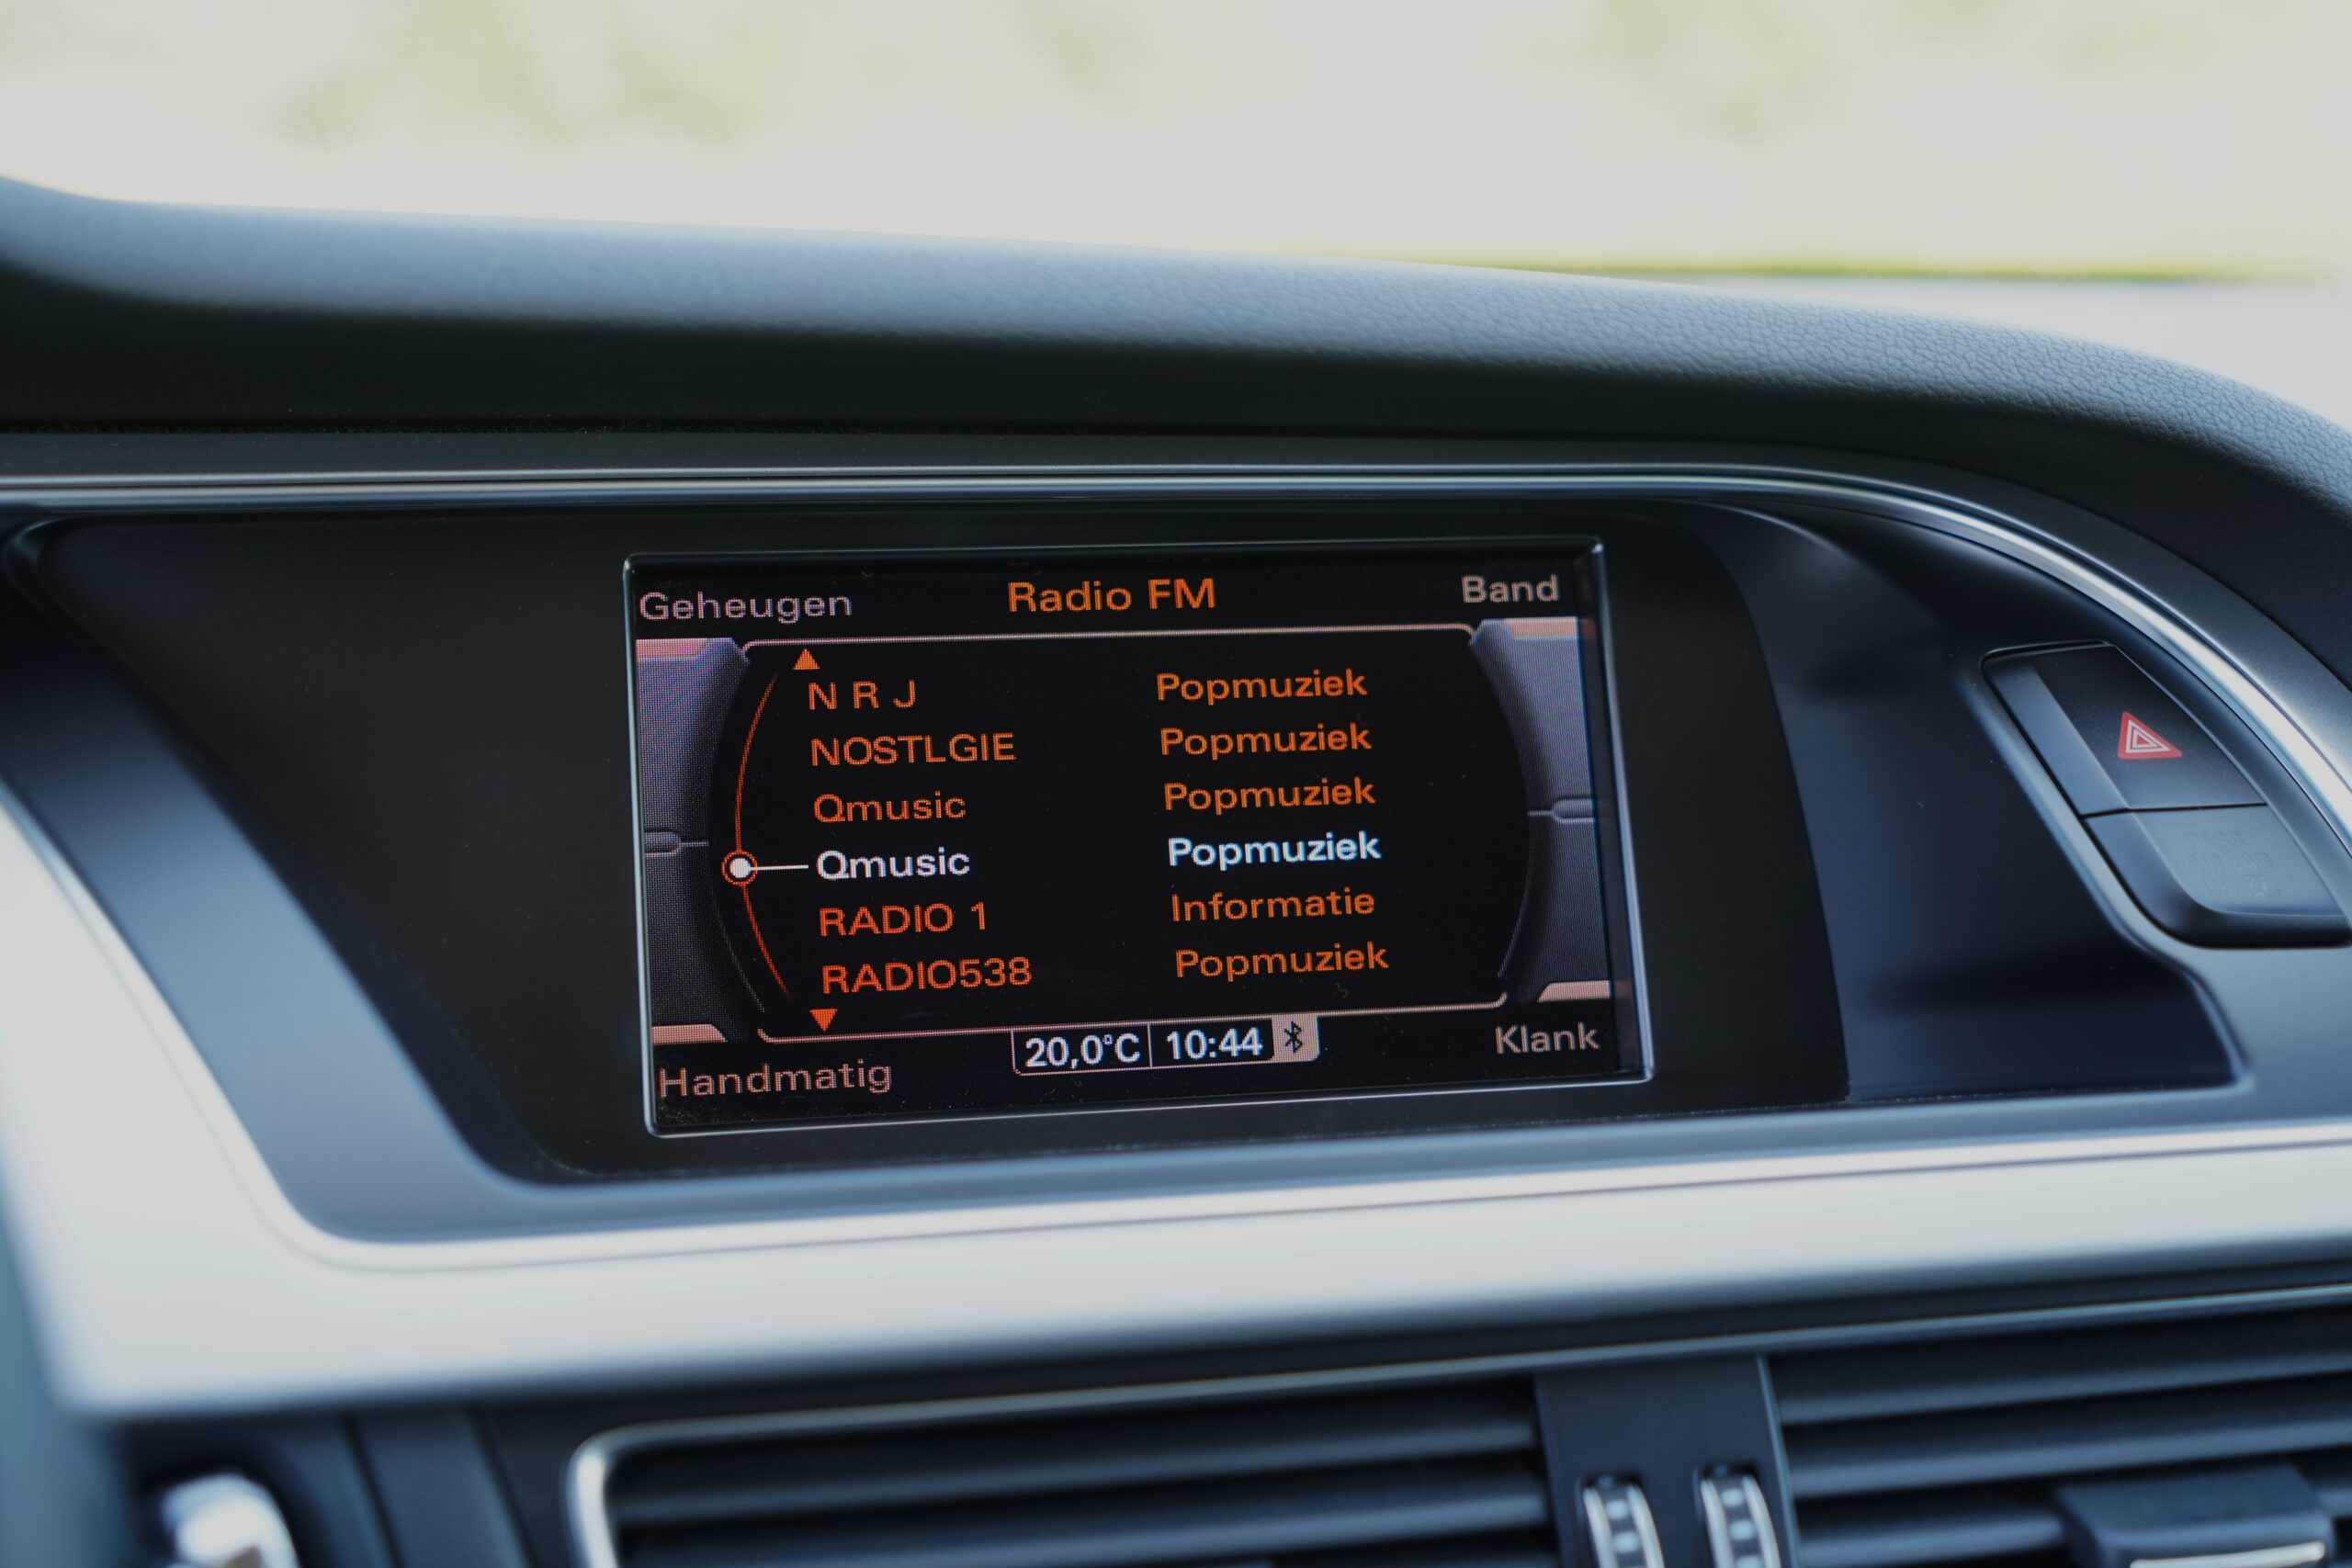 Geheugen Radio FM Band
N R J Popmuziek
NOSTLGIE Popmuziek
Qmusic Popmuziek
Qmusic Popmuziek
RADIO 1 Informatie
RADIO538 Popmuziek
Handmatig 20,0°C 10:44 Klank